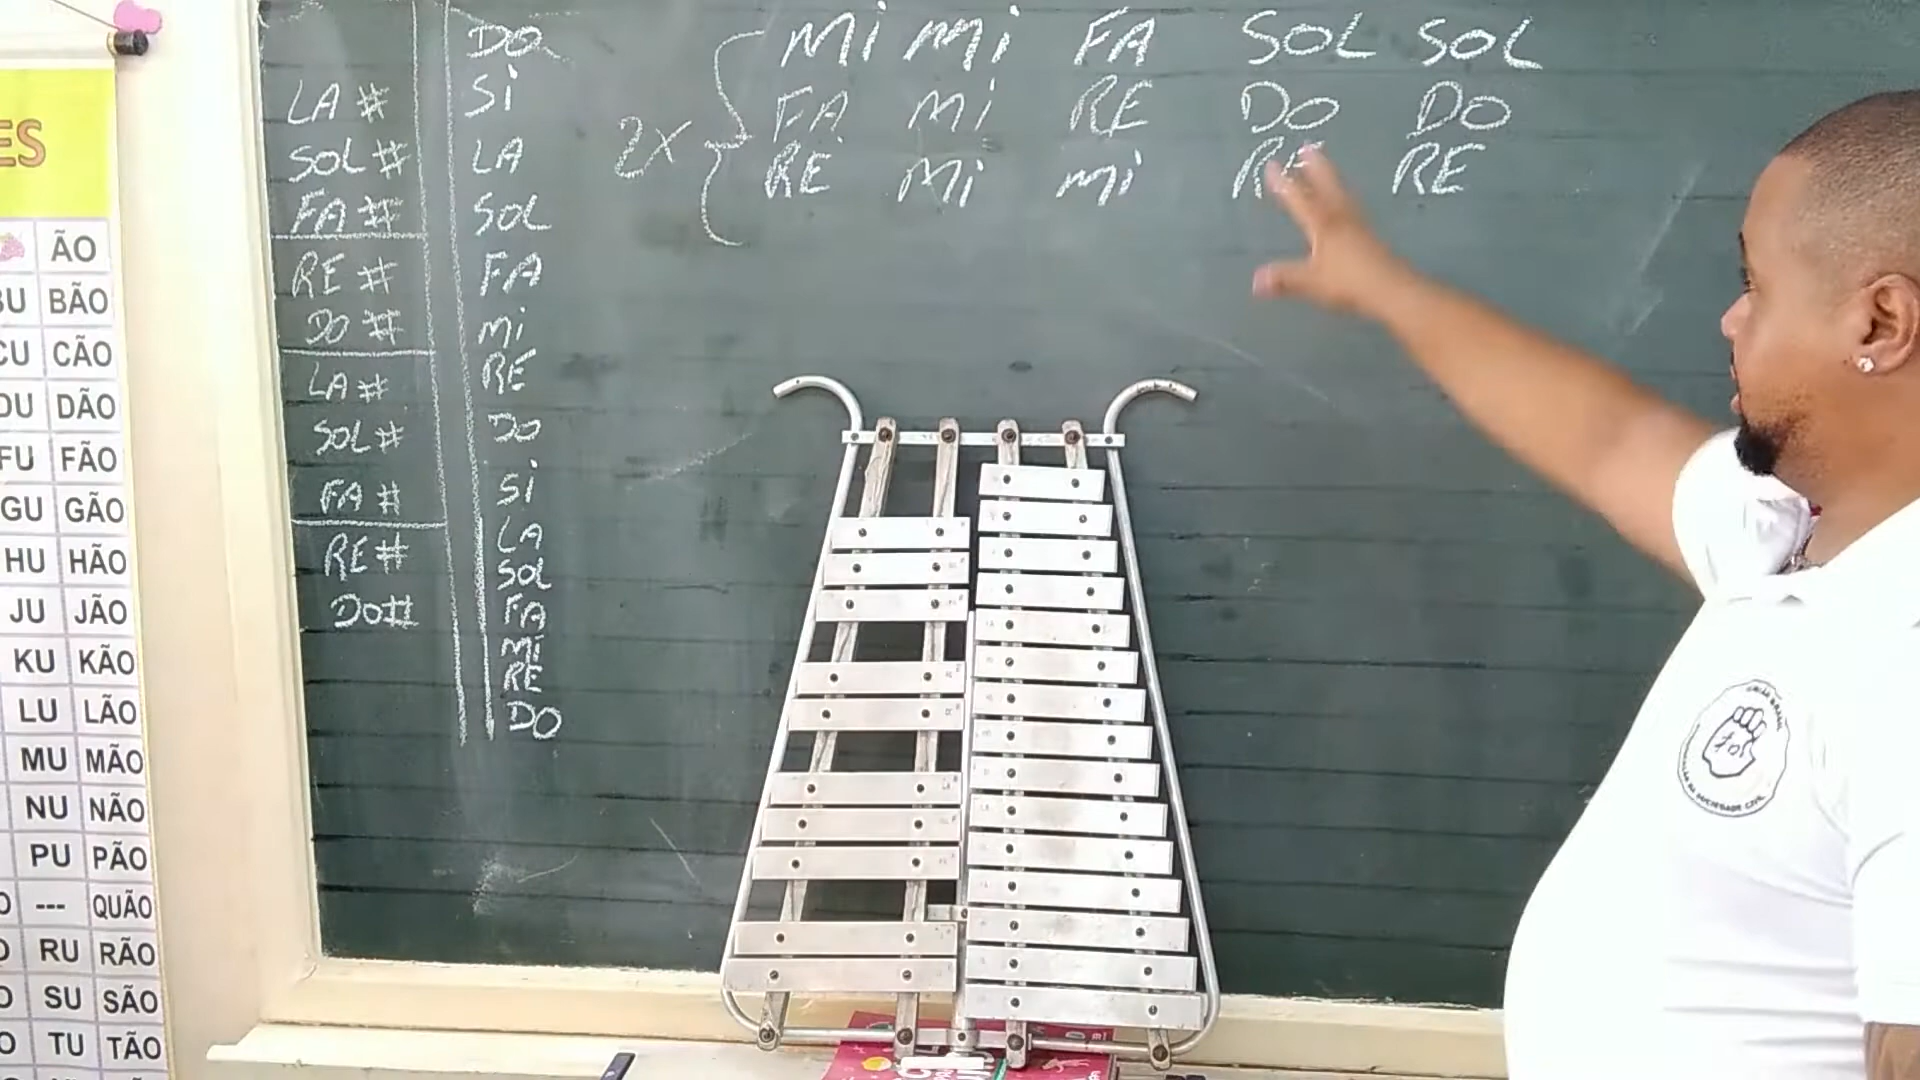 ES
ÃO
BU BÃO
CU CÃO
DU DÃO
FU FÃO
GU GÃO
HU HÃO
JU JÃO
KU KÃO
LU LÃO
MU MÃO
NU NÃO
PU PÃO
O --- QUÃO
O RU RÃO
O SU SÃO
O TU TÃO
LA#
SOL#
FA#
RE#
DO#
LA#
SOL#
FA#
RE#
DO#
DO
Si
LA
SOL
FA
Mi
RE
DO
Si
LA
SOL
FA
Mi
RE
DO
2X
Mi Mi FA SOL SOL
FA Mi RE DO DO
RE Mi Mi RE RE